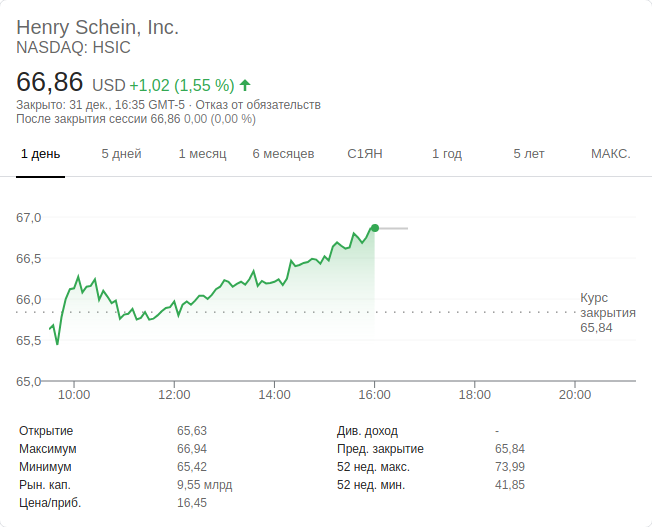 Henry Schein, Inc.
NASDAQ: HSIC
66,86 USD +1,02 (1,55 %)
Закрыто: 31 дек., 16:35 GMT-5 · Отказ от обязательств
После закрытия сессии 66,86 0,00 (0,00 %)
1 день 5 дней 1 месяц 6 месяцев С1ЯН 1 год 5 лет МАКС.
67,0
66,5
66,0
65,5
65,0
Курс
закрытия
65,84
10:00 12:00 14:00 16:00 18:00 20:00
Открытие 65,63 Див. доход -
Максимум 66,94 Пред. закрытие 65,84
Минимум 65,42 52 нед. макс. 73,99
Рын. кап. 9,55 млрд 52 нед. мин. 41,85
Цена/приб. 16,45